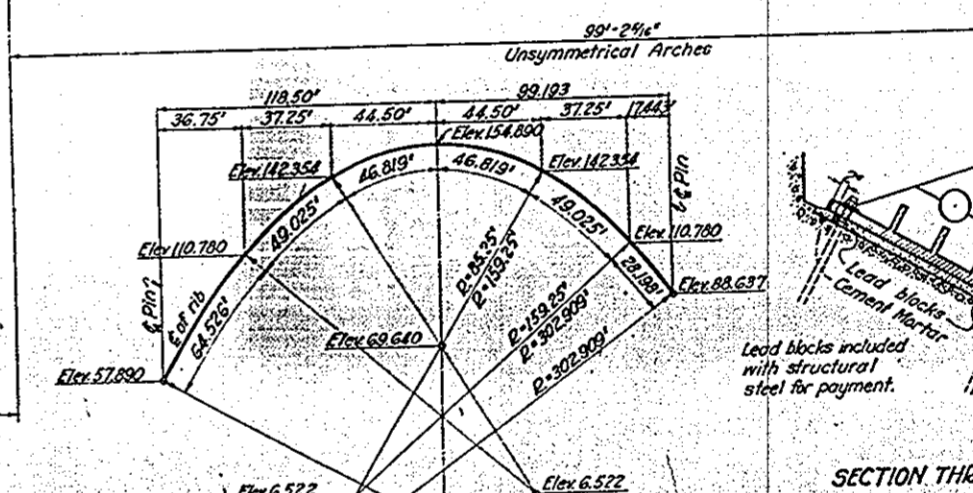 99'-2 5/16"
Unsymmetrical Arches
118.50'
99.193
36.75'
37.25'
44.50'
44.50'
37.25'
17.443'
Elev. 154.890
Elev. 142.354
46.819'
46.819'
Elev. 142.354
49.025'
49.025'
Elev. 110.780
Elev. 110.780
℄ Pin
℄ Pin
R=85.25'
R=159.25'
28.198'
Elev. 88.637
℄ of rib
64.526'
R=159.25'
R=302.909'
R=302.909'
Elev. 69.640
Elev. 57.890
Elev. 6.522
Elev. 6.522
2"
Lead blocks
Cement Mortar
Lead blocks included
with structural
steel for payment.
SECTION THR